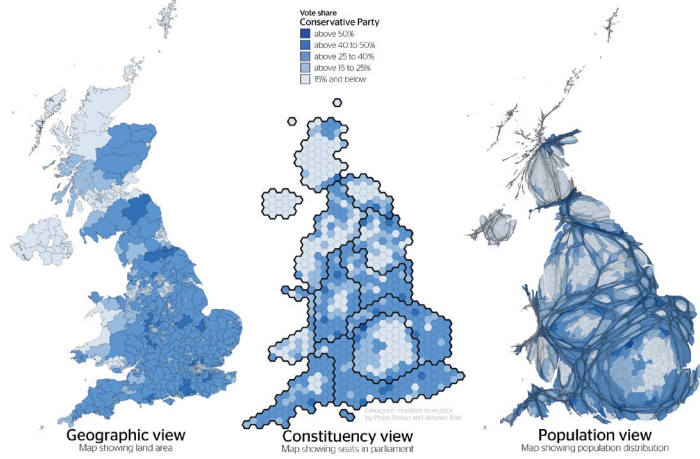 Vote share
Conservative Party
above 50%
above 40 to 50%
above 25 to 40%
above 15 to 25%
15% and below
Hexagons modified from data
by Philip Brown and Alasdair Rae
Geographic view
Map showing land area
Constituency view
Map showing seats in parliament
Population view
Map showing population distribution